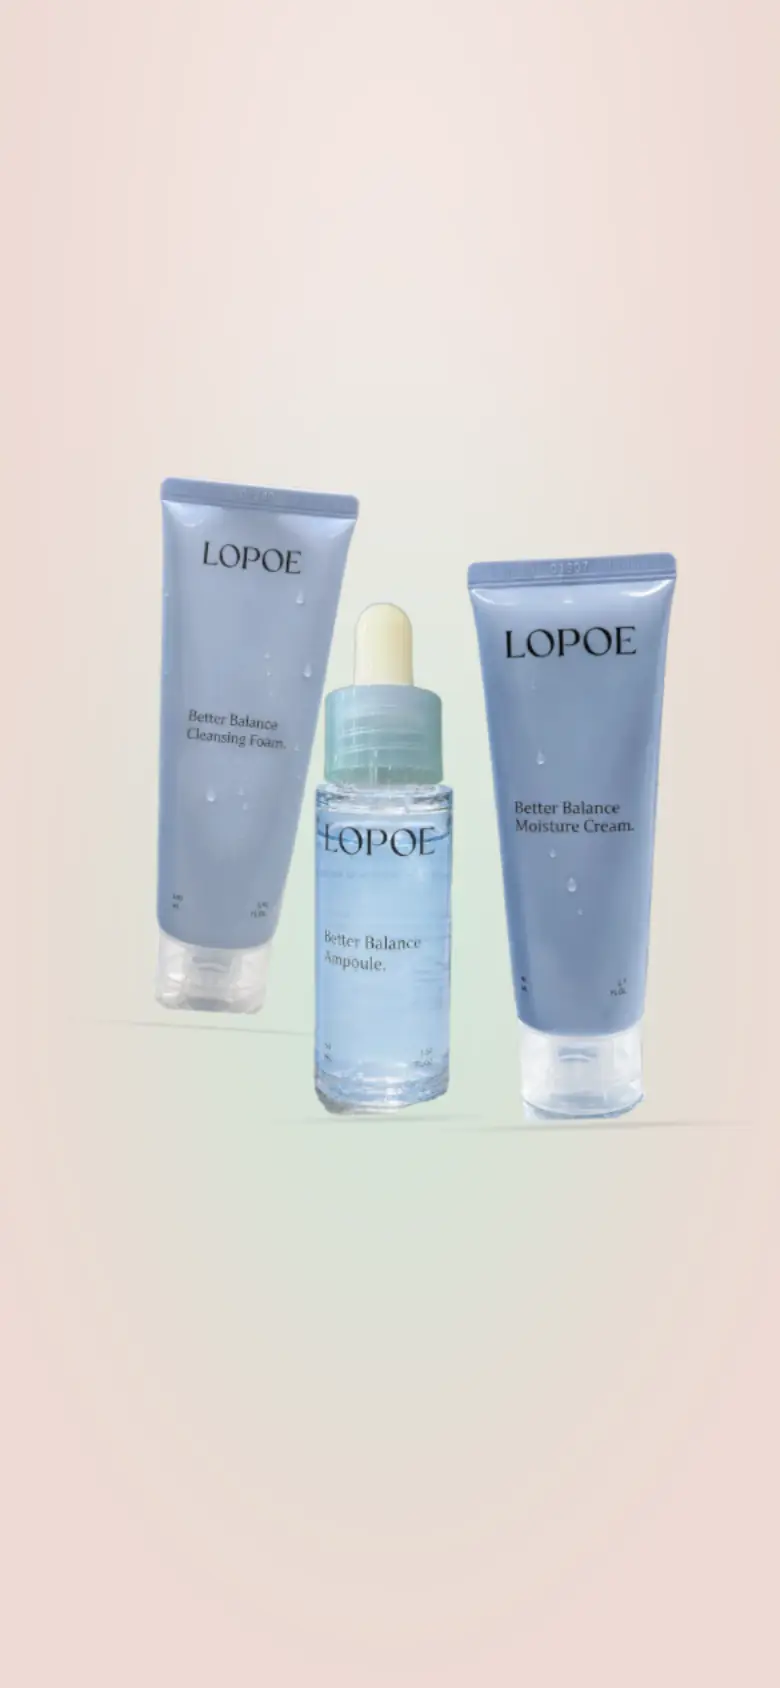 LOPOE
Better Balance
Cleansing Foam.
LOPOE
Better Balance
Ampoule.
LOPOE
Better Balance
Moisture Cream.